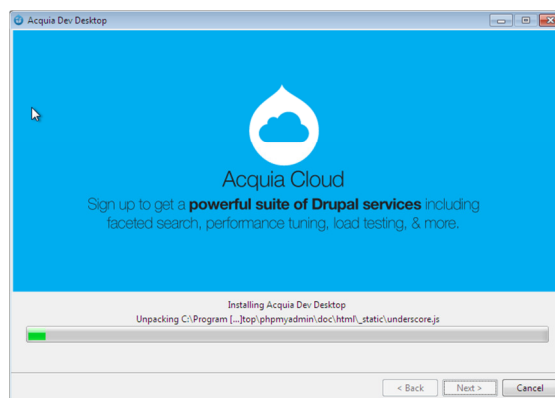 Acquia Dev Desktop
Acquia Cloud
Sign up to get a powerful suite of Drupal services including
faceted search, performance tuning, load testing, & more.
Installing Acquia Dev Desktop
Unpacking C:\Program [...]top\phpmyadmin\doc\html\_static\underscore.js
< Back Next > Cancel